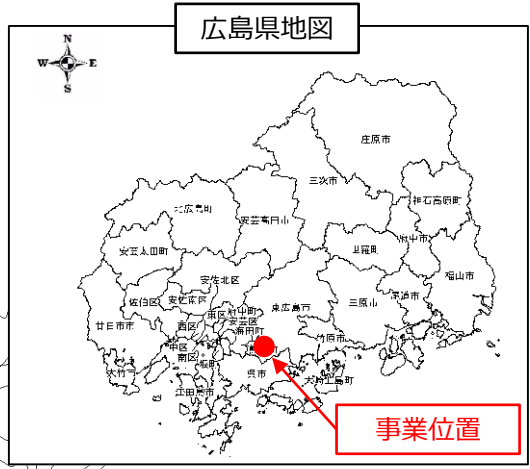 広島県地図
N
W E
S
庄原市
三次市
神石高原町
北広島町
安芸高田市
府中市
世羅町
安芸太田町
福山市
安佐北区
尾道市
佐伯区
安佐南区
東広島市
三原市
府中町
東区
安芸区
廿日市市
西区
海田町
竹原市
中区
南区
坂町
大竹市
呉市
大崎上島町
江田島市
事業位置